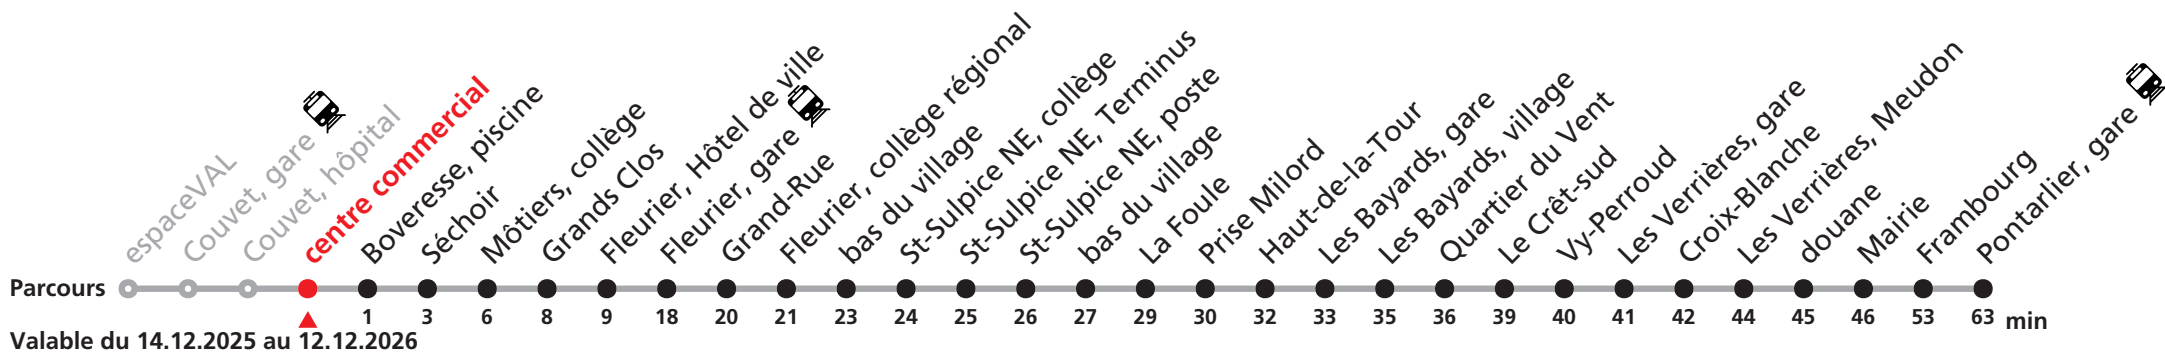 espaceVAL
Couvet, gare
Couvet, hôpital
centre commercial
Boveresse, piscine
Séchoir
Môtiers, collège
Grands Clos
Fleurier, Hôtel de ville
Fleurier, gare
Grand-Rue
Fleurier, collège régional
bas du village
St-Sulpice NE, collège
St-Sulpice NE, Terminus
St-Sulpice NE, poste
bas du village
La Foule
Prise Milord
Haut-de-la-Tour
Les Bayards, gare
Les Bayards, village
Quartier du Vent
Le Crêt-sud
Vy-Perroud
Les Verrières, gare
Croix-Blanche
Les Verrières, Meudon
douane
Mairie
Frambourg
Pontarlier, gare
Parcours
1 3 6 8 9 18 20 21 23 24 25 26 27 29 30 32 33 35 36 39 40 41 42 44 45 46 53 63 min
Valable du 14.12.2025 au 12.12.2026